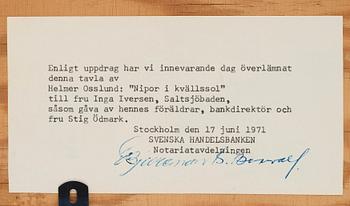 Enligt uppdrag har vi innevarande dag överlämnat
denna tavla av
Helmer Osslund: "Nipor i kvällssol"
till fru Inga Iversen, Saltsjöbaden,
såsom gåva av hennes föräldrar, bankdirektör och
fru Stig Ödmark.
Stockholm den 17 juni 1971
SVENSKA HANDELSBANKEN
Notariatavdelningen